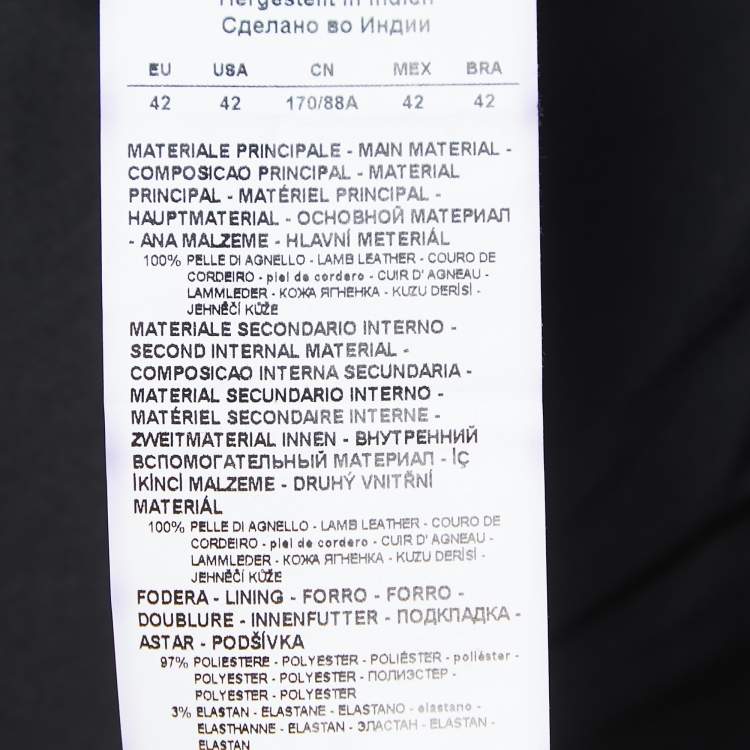 Hergestellt in Indien
Сделано во Индии
EU USA CN MEX BRA
42 42 170/88A 42 42
MATERIALE PRINCIPALE - MAIN MATERIAL -
COMPOSICAO PRINCIPAL - MATERIAL
PRINCIPAL - MATÉRIEL PRINCIPAL -
HAUPTMATERIAL - ОСНОВНОЙ МАТЕРИАЛ
- ANA MALZEME - HLAVNÍ METERIÁL
100% PELLE DI AGNELLO - LAMB LEATHER - COURO DE
CORDEIRO - piel de cordero - CUIR D' AGNEAU -
LAMMLEDER - КОЖА ЯГНЕНКА - KUZU DERİSİ -
JEHNĚČÍ KŮŽE
MATERIALE SECONDARIO INTERNO -
SECOND INTERNAL MATERIAL -
COMPOSICAO INTERNA SECUNDARIA -
MATERIAL SECUNDARIO INTERNO -
MATÉRIEL SECONDAIRE INTERNE -
ZWEITMATERIAL INNEN - ВНУТРЕННИЙ
ВСПОМОГАТЕЛЬНЫЙ МАТЕРИАЛ - İÇ
İKİNCİ MALZEME - DRUHÝ VNITŘNÍ
MATERIÁL
100% PELLE DI AGNELLO - LAMB LEATHER - COURO DE
CORDEIRO - piel de cordero - CUIR D' AGNEAU -
LAMMLEDER - КОЖА ЯГНЕНКА - KUZU DERİSİ -
JEHNĚČÍ KŮŽE
FODERA - LINING - FORRO - FORRO -
DOUBLURE - INNENFUTTER - ПОДКЛАДКА -
ASTAR - PODŠÍVKA
97% POLIESTERE - POLYESTER - POLIÉSTER - poliéster -
POLYESTER - POLYESTER - ПОЛИЭСТЕР -
POLYESTER - POLYESTER
3% ELASTAN - ELASTANE - ELASTANO - elastano -
ELASTHANNE - ELASTAN - ЭЛАСТАН - ELASTAN -
ELASTAN